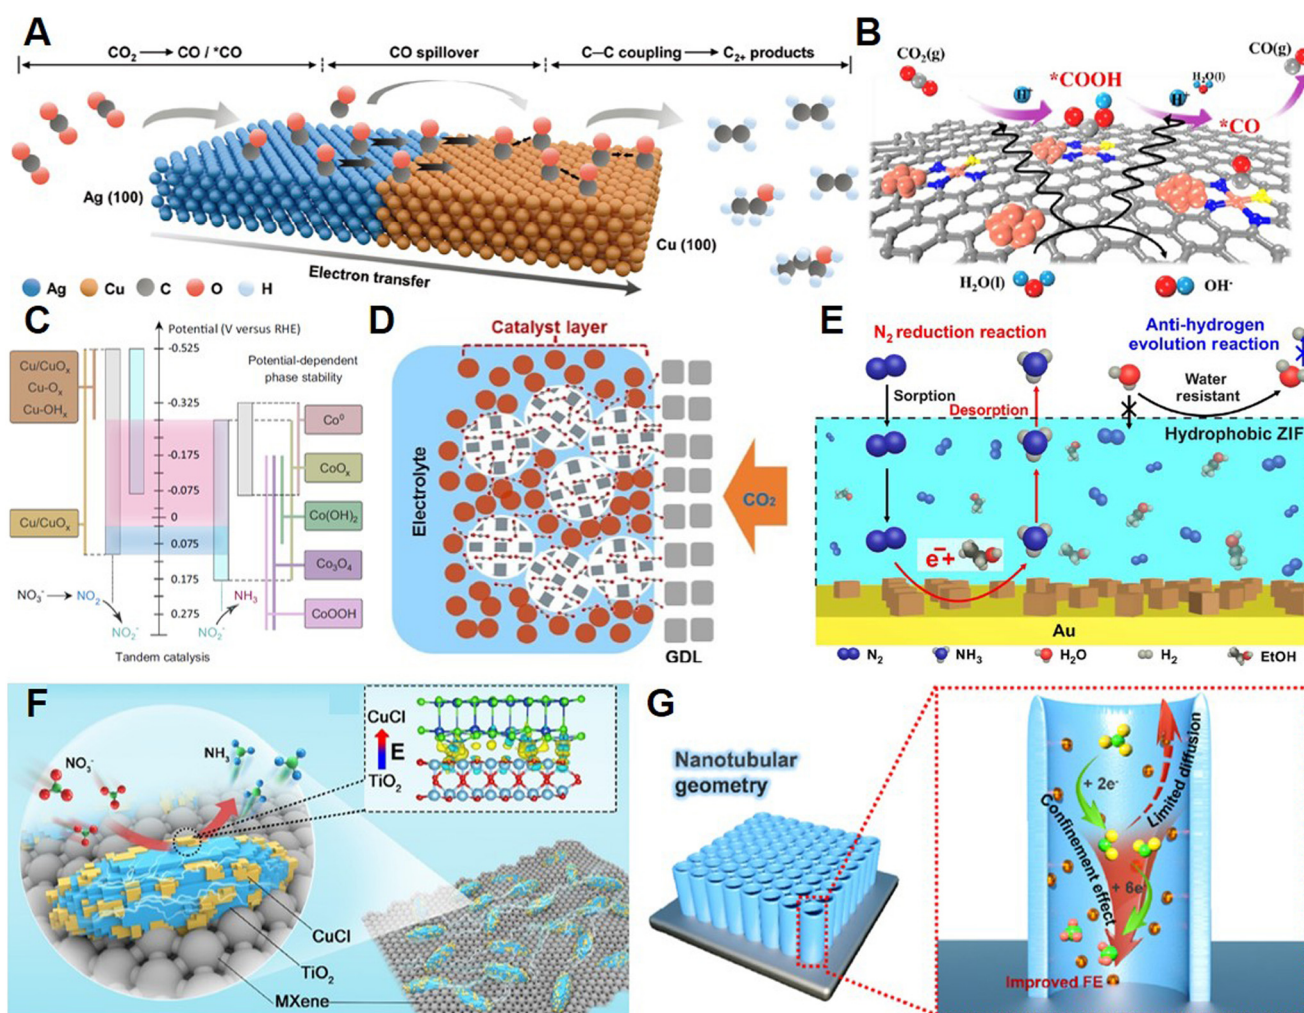 A
CO₂ → CO / *CO
CO spillover
C–C coupling → C₂₊ products
Ag (100)
Cu (100)
Electron transfer
Ag Cu C O H
B
CO₂(g)
CO(g)
*COOH
H⁺
H⁺
H₂O(l)
*CO
H₂O(l)
OH⁻
C
Potential (V versus RHE)
-0.525
-0.325
-0.175
-0.075
0
0.075
0.175
0.275
Cu/CuOₓ
Cu-Oₓ
Cu-OHₓ
Cu/CuOₓ
Potential-dependent
phase stability
Co⁰
CoOₓ
Co(OH)₂
Co₃O₄
CoOOH
NO₃⁻ → NO₂⁻
NO₂⁻
NH₃
NO₂⁻
Tandem catalysis
D
Catalyst layer
Electrolyte
CO₂
GDL
E
N₂ reduction reaction
Anti-hydrogen
evolution reaction
Sorption
Desorption
Water
resistant
Hydrophobic ZIF
e⁻+
Au
N₂ NH₃ H₂O H₂ EtOH
F
NO₃⁻
NH₃
CuCl
E
TiO₂
CuCl
TiO₂
MXene
G
Nanotubular
geometry
+ 2e⁻
Limited diffusion
Confinement effect
+ 6e⁻
Improved FE